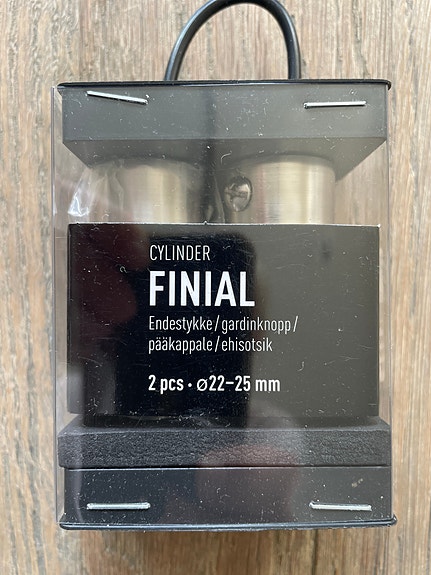 CYLINDER
FINIAL
Endestykke/gardinknopp/
pääkappale/ehisotsik
2 pcs • ø22–25 mm